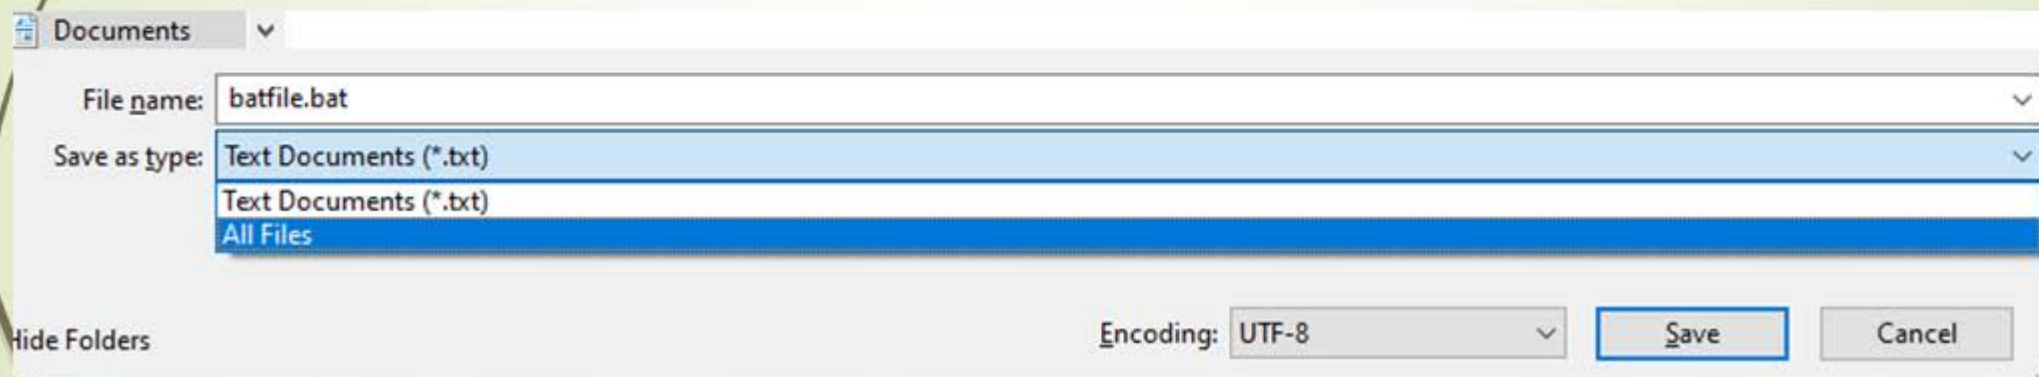 Documents
File name: batfile.bat
Save as type: Text Documents (*.txt)
Text Documents (*.txt)
All Files
Hide Folders
Encoding: UTF-8 Save Cancel